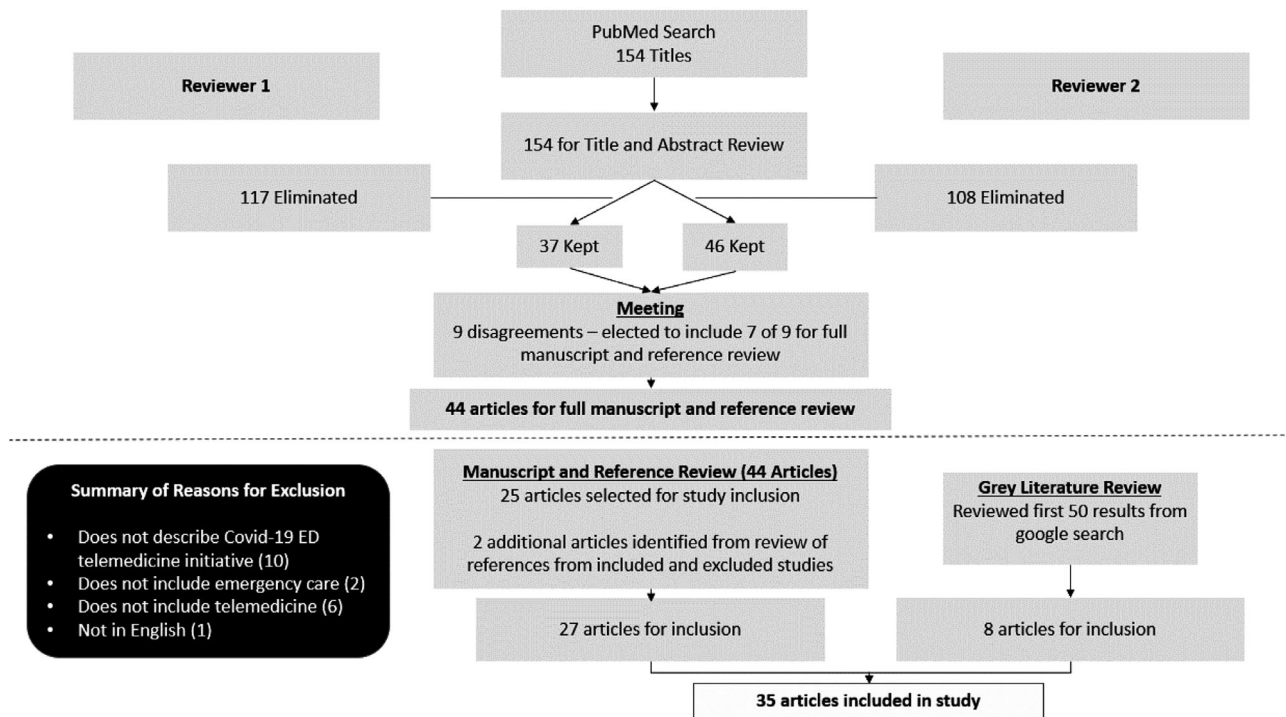 PubMed Search
154 Titles
Reviewer 1
Reviewer 2
154 for Title and Abstract Review
117 Eliminated
108 Eliminated
37 Kept
46 Kept
Meeting
9 disagreements – elected to include 7 of 9 for full
manuscript and reference review
44 articles for full manuscript and reference review
Summary of Reasons for Exclusion
• Does not describe Covid-19 ED
telemedicine initiative (10)
• Does not include emergency care (2)
• Does not include telemedicine (6)
• Not in English (1)
Manuscript and Reference Review (44 Articles)
25 articles selected for study inclusion
2 additional articles identified from review of
references from included and excluded studies
27 articles for inclusion
Grey Literature Review
Reviewed first 50 results from
google search
8 articles for inclusion
35 articles included in study